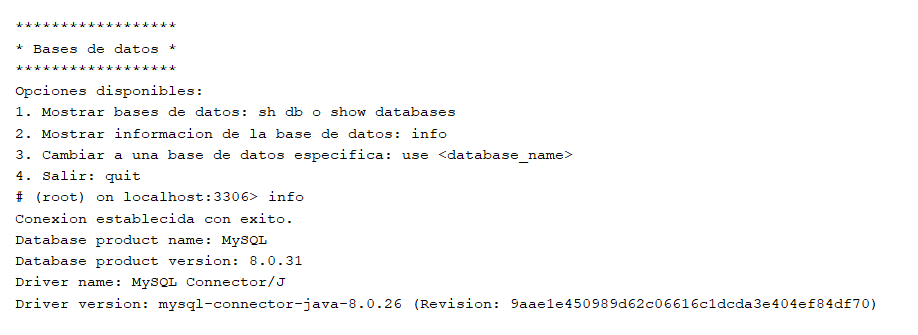 ******************
* Bases de datos *
******************
Opciones disponibles:
1. Mostrar bases de datos: sh db o show databases
2. Mostrar informacion de la base de datos: info
3. Cambiar a una base de datos especifica: use <database_name>
4. Salir: quit
# (root) on localhost:3306> info
Conexion establecida con exito.
Database product name: MySQL
Database product version: 8.0.31
Driver name: MySQL Connector/J
Driver version: mysql-connector-java-8.0.26 (Revision: 9aae1e450989d62c06616c1dcda3e404ef84df70)